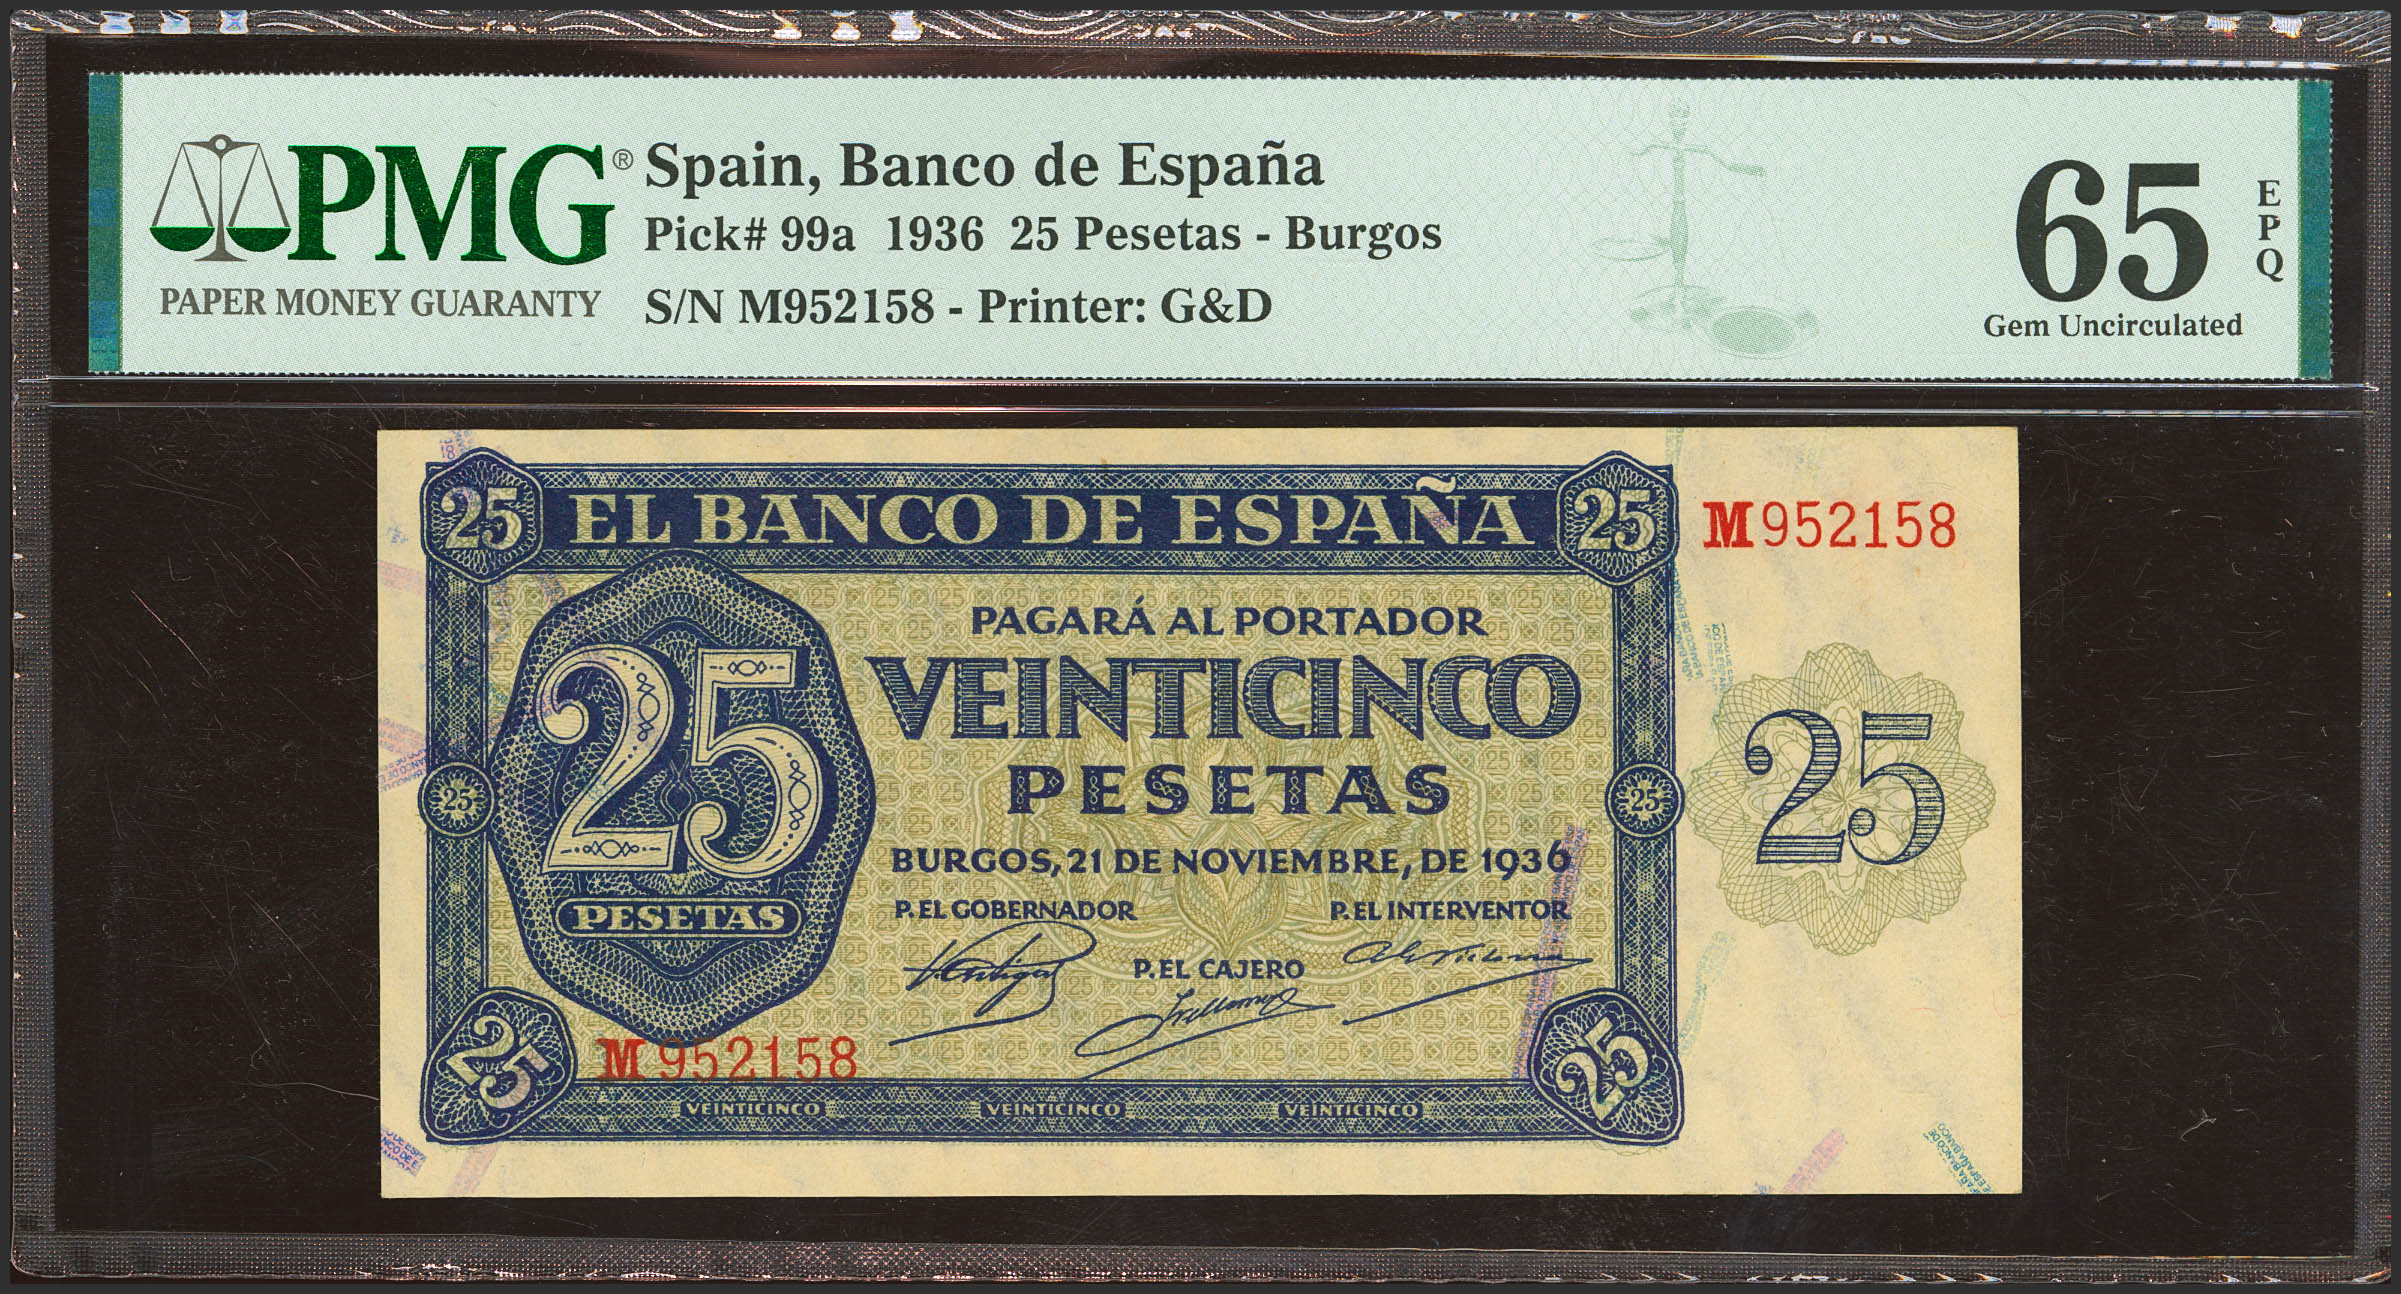 PMG®
PAPER MONEY GUARANTY
Spain, Banco de España
Pick# 99a 1936 25 Pesetas - Burgos
S/N M952158 - Printer: G&D
65
EPQ
Gem Uncirculated
25 EL BANCO DE ESPAÑA 25
M952158
PAGARÁ AL PORTADOR
VEINTICINCO
PESETAS
25
PESETAS
25
25
25
BURGOS, 21 DE NOVIEMBRE, DE 1936
P. EL GOBERNADOR
P. EL INTERVENTOR
P. EL CAJERO
M952158
25
25
VEINTICINCO VEINTICINCO VEINTICINCO